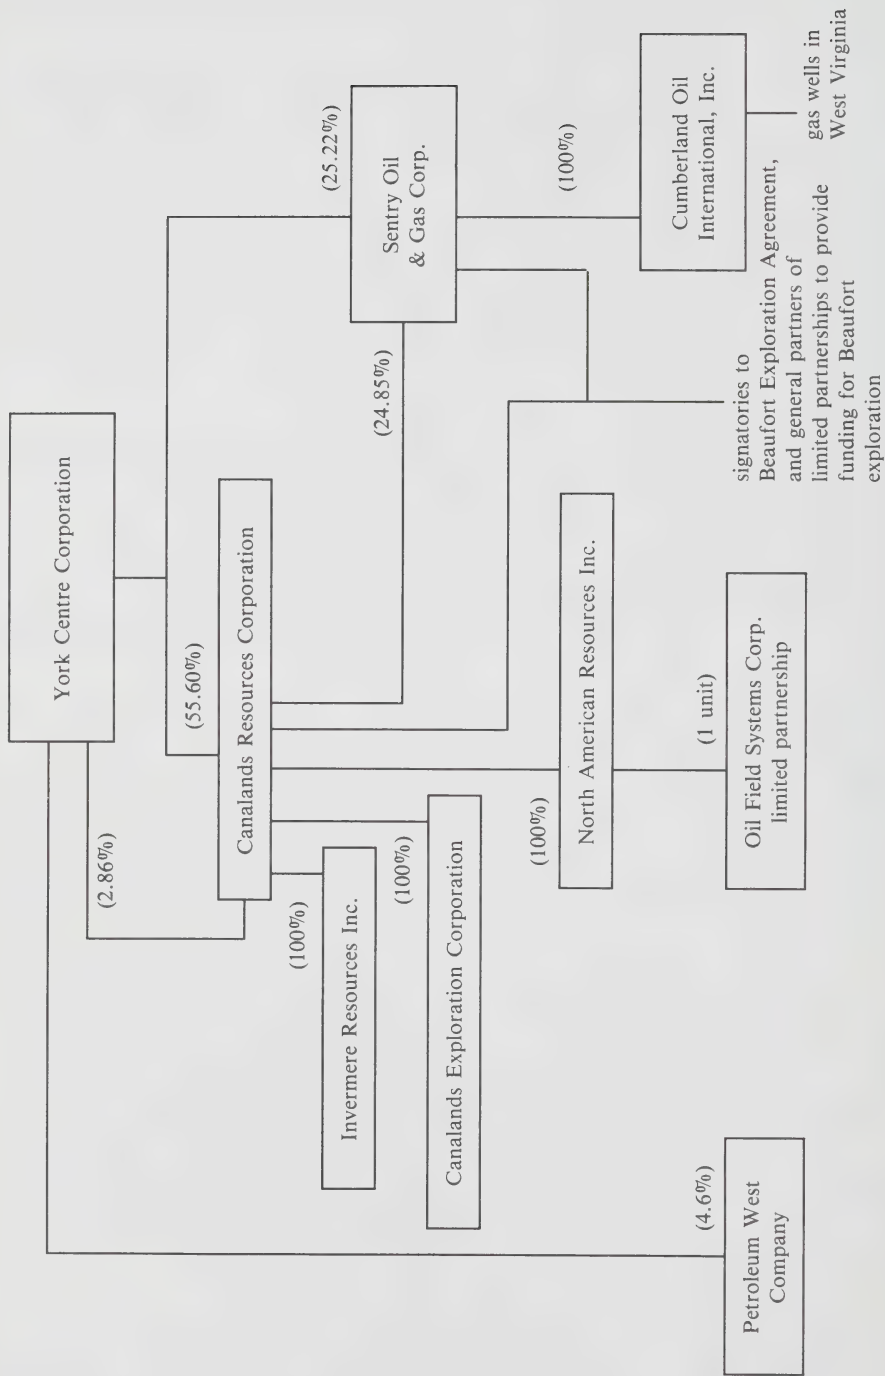 York Centre Corporation
(2.86%)
(55.60%)
(25.22%)
Canalands Resources Corporation
(100%)
Invermere Resources Inc.
(100%)
Canalands Exploration Corporation
(24.85%)
Sentry Oil
& Gas Corp.
(100%)
North American Resources Inc.
(100%)
Cumberland Oil
International, Inc.
(4.6%)
Petroleum West
Company
(1 unit)
Oil Field Systems Corp.
limited partnership
signatories to
Beaufort Exploration Agreement,
and general partners of
limited partnerships to provide
funding for Beaufort
exploration
gas wells in
West Virginia